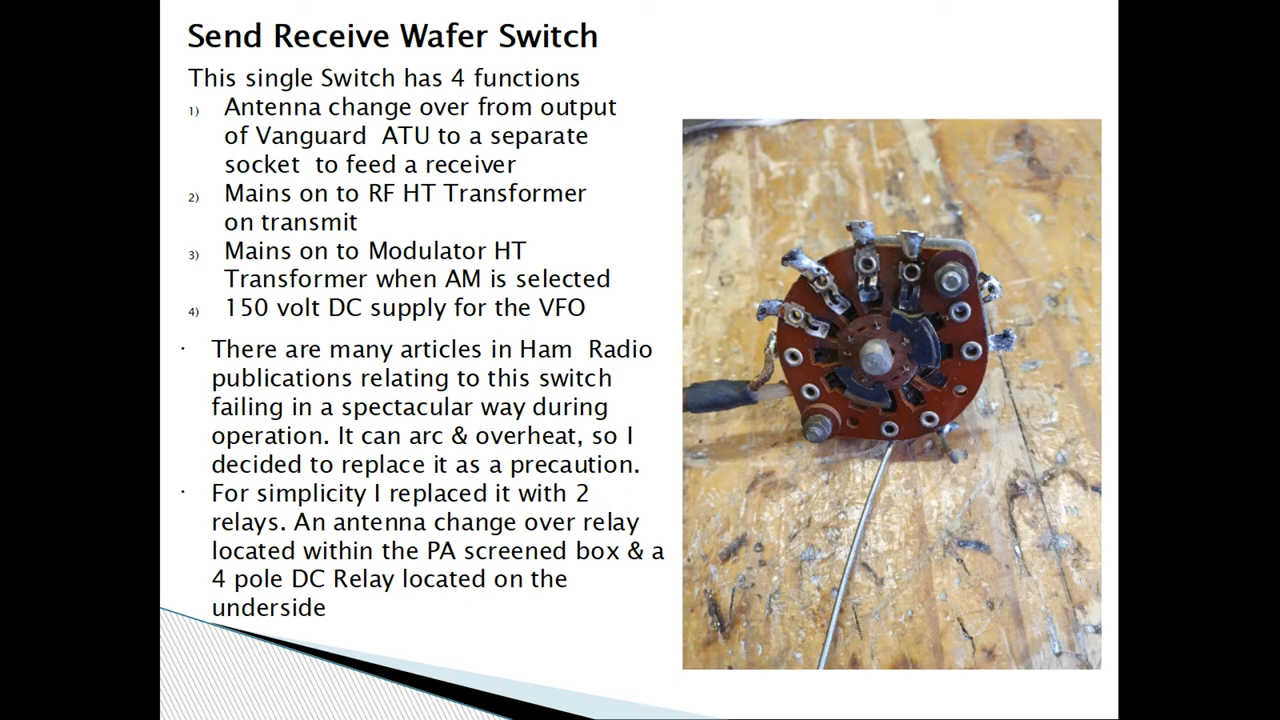 Send Receive Wafer Switch
This single Switch has 4 functions
1) Antenna change over from output
of Vanguard ATU to a separate
socket to feed a receiver
2) Mains on to RF HT Transformer
on transmit
3) Mains on to Modulator HT
Transformer when AM is selected
4) 150 volt DC supply for the VFO
· There are many articles in Ham Radio
publications relating to this switch
failing in a spectacular way during
operation. It can arc & overheat, so I
decided to replace it as a precaution.
· For simplicity I replaced it with 2
relays. An antenna change over relay
located within the PA screened box & a
4 pole DC Relay located on the
underside